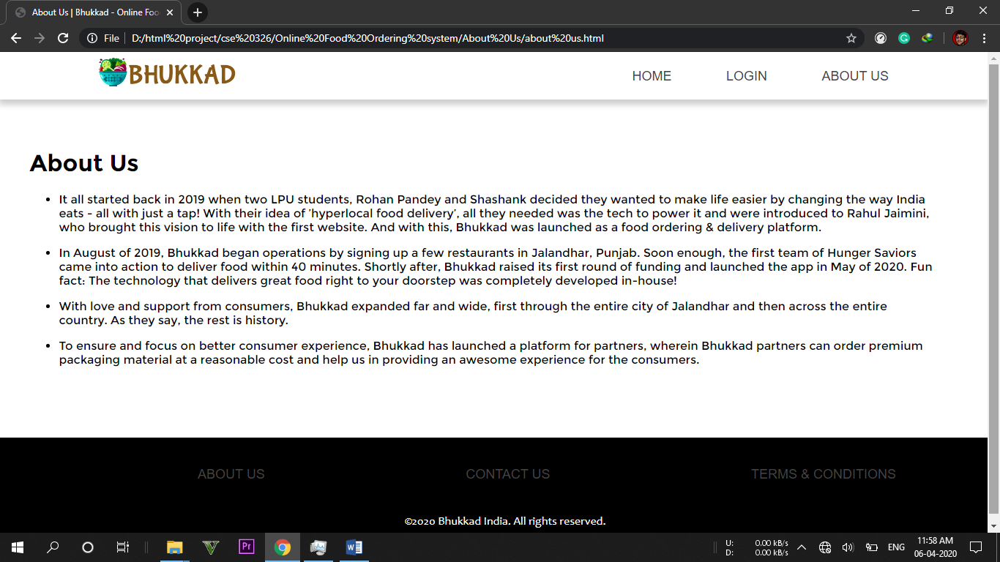 About Us | Bhukkad - Online Foo
File D:/html%20project/cse%20326/Online%20Food%20Ordering%20system/About%20Us/about%20us.html
BHUKKAD HOME LOGIN ABOUT US
About Us
• It all started back in 2019 when two LPU students, Rohan Pandey and Shashank decided they wanted to make life easier by changing the way India
eats - all with just a tap! With their idea of 'hyperlocal food delivery', all they needed was the tech to power it and were introduced to Rahul Jaimini,
who brought this vision to life with the first website. And with this, Bhukkad was launched as a food ordering & delivery platform.
• In August of 2019, Bhukkad began operations by signing up a few restaurants in Jalandhar, Punjab. Soon enough, the first team of Hunger Saviors
came into action to deliver food within 40 minutes. Shortly after, Bhukkad raised its first round of funding and launched the app in May of 2020. Fun
fact: The technology that delivers great food right to your doorstep was completely developed in-house!
• With love and support from consumers, Bhukkad expanded far and wide, first through the entire city of Jalandhar and then across the entire
country. As they say, the rest is history.
• To ensure and focus on better consumer experience, Bhukkad has launched a platform for partners, wherein Bhukkad partners can order premium
packaging material at a reasonable cost and help us in providing an awesome experience for the consumers.
ABOUT US CONTACT US TERMS & CONDITIONS
©2020 Bhukkad India. All rights reserved.
Pr
U: 0.00 kB/s
D: 0.00 kB/s
ENG
11:58 AM
06-04-2020